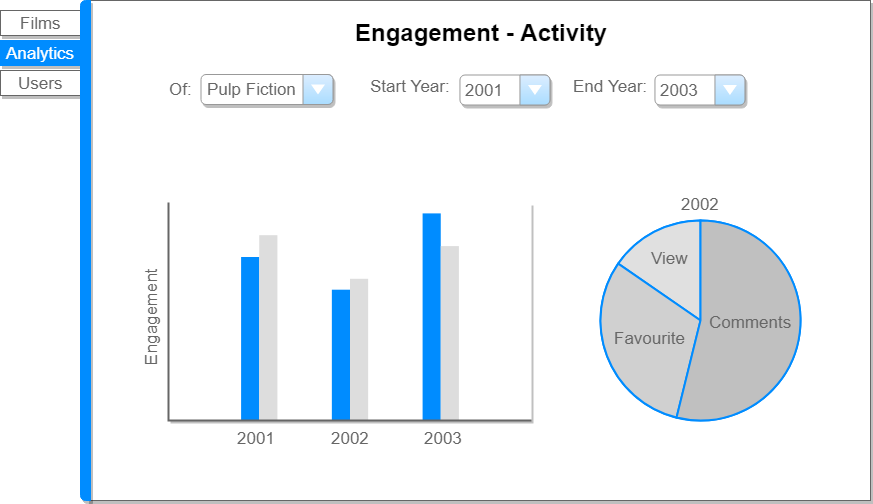 Films
Analytics
Users
Engagement - Activity
Of: Pulp Fiction Start Year: 2001 End Year: 2003
Engagement
2001 2002 2003
2002
View
Favourite
Comments